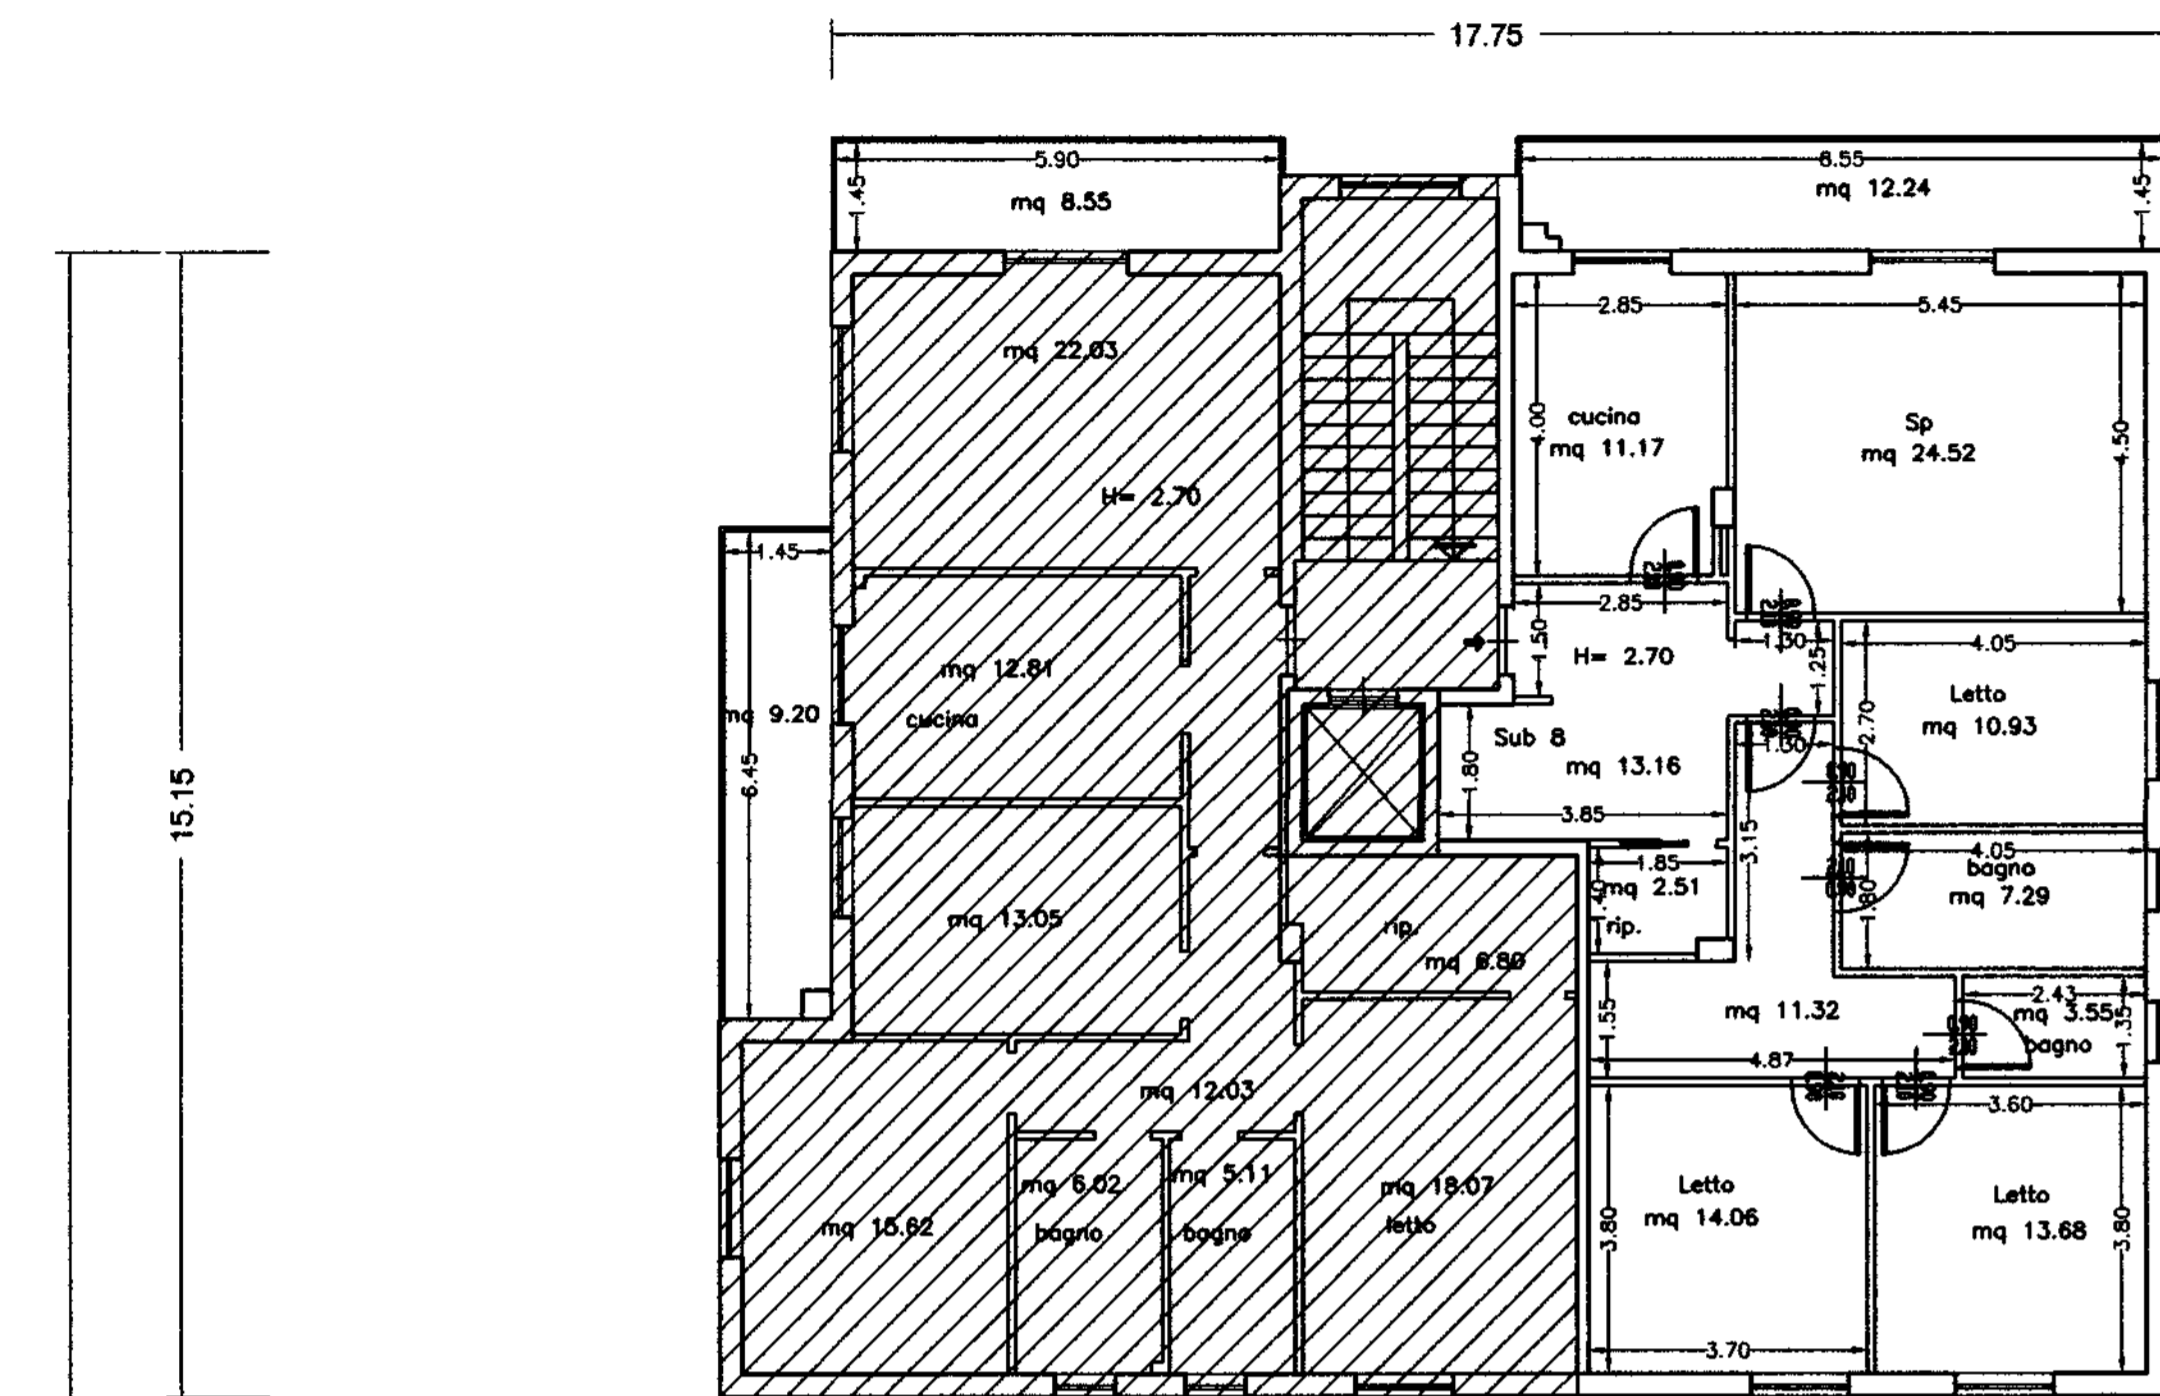 17.75
5.90
1.45
mq 8.55
8.55
mq 12.24
1.45
2.85
5.45
mq 22.03
4.00
cucina
mq 11.17
Sp
mq 24.52
4.50
H= 2.70
1.45
2.85
1.50
H= 2.70
1.30
1.25
4.05
mq 12.81
cucina
mq 9.20
6.45
15.15
Letto
mq 10.93
2.70
Sub 8
mq 13.16
1.80
3.85
1.30
3.15
1.85
mq 2.51
rip.
4.05
bagno
mq 7.29
1.80
mq 13.05
rip.
mq 6.80
1.55
mq 11.32
4.87
2.43
mq 3.55
1.35
bagno
mq 12.03
3.60
mq 15.62
mq 6.02
bagno
mq 5.11
bagno
mq 18.07
letto
3.80
Letto
mq 14.06
3.70
Letto
mq 13.68
3.80